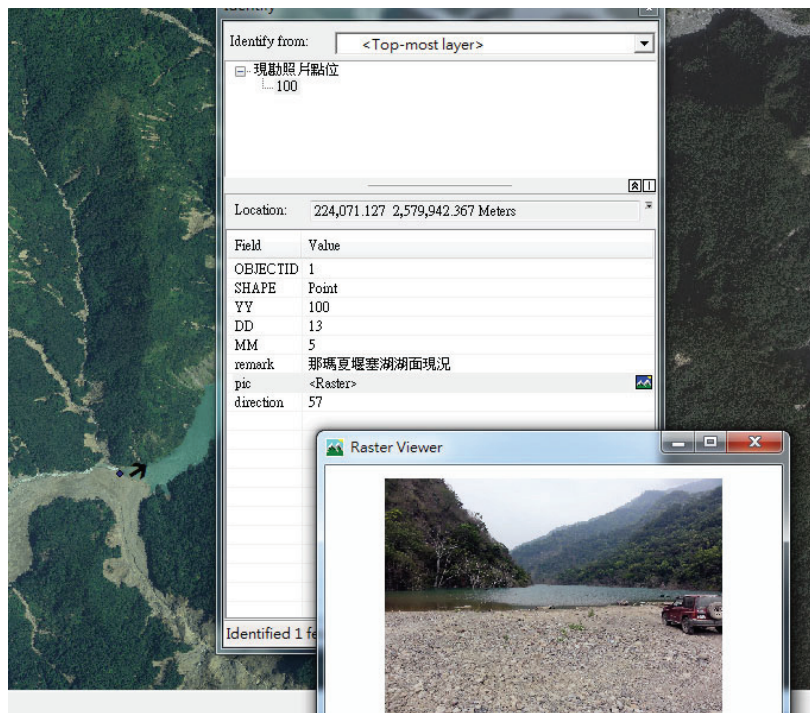 Identify
Identify from: <Top-most layer>
現勘照片點位
100
Location: 224,071.127 2,579,942.367 Meters
Field Value
OBJECTID 1
SHAPE Point
YY 100
DD 13
MM 5
remark 那瑪夏堰塞湖湖面現況
pic <Raster>
direction 57
Raster Viewer
Identified 1 fe